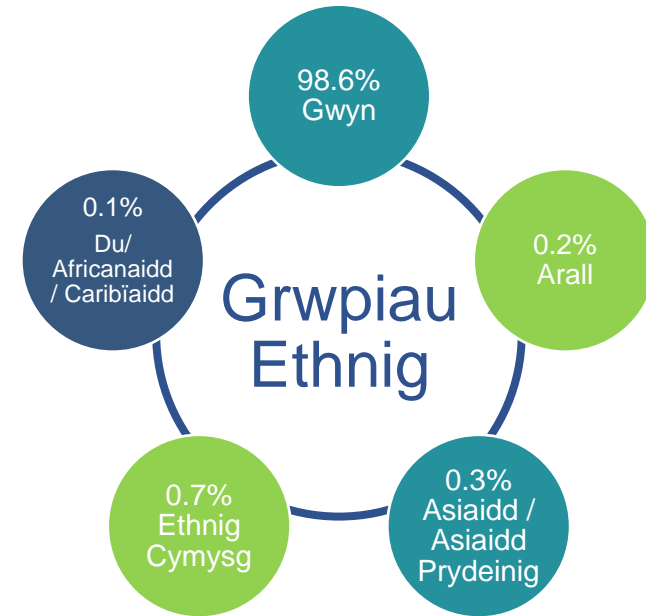 98.6%
Gwyn
0.1%
Du/
Africanaidd
/ Caribïaidd
0.2%
Arall
Grwpiau
Ethnig
0.7%
Ethnig
Cymysg
0.3%
Asiaidd /
Asiaidd
Prydeinig